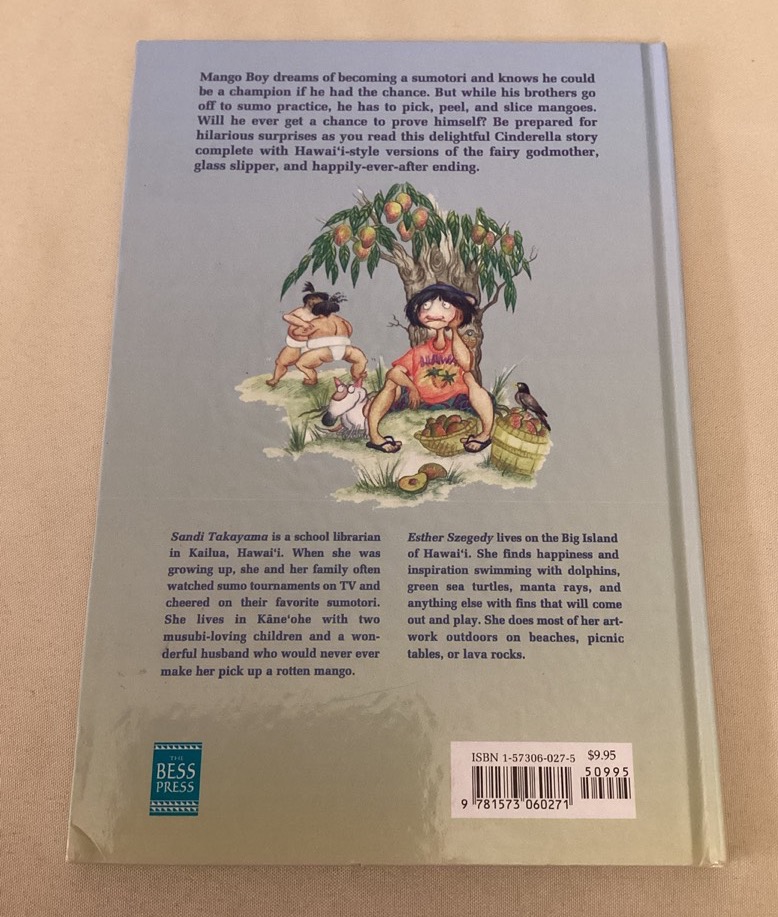 Mango Boy dreams of becoming a sumotori and knows he could
be a champion if he had the chance. But while his brothers go
off to sumo practice, he has to pick, peel, and slice mangoes.
Will he ever get a chance to prove himself? Be prepared for
hilarious surprises as you read this delightful Cinderella story
complete with Hawaiʻi-style versions of the fairy godmother,
glass slipper, and happily-ever-after ending.
Sandi Takayama is a school librarian
in Kailua, Hawaiʻi. When she was
growing up, she and her family often
watched sumo tournaments on TV and
cheered on their favorite sumotori.
She lives in Kāneʻohe with two
musubi-loving children and a won-
derful husband who would never ever
make her pick up a rotten mango.
Esther Szegedy lives on the Big Island
of Hawaiʻi. She finds happiness and
inspiration swimming with dolphins,
green sea turtles, manta rays, and
anything else with fins that will come
out and play. She does most of her art-
work outdoors on beaches, picnic
tables, or lava rocks.
THE
BESS
PRESS
ISBN 1-57306-027-5 $9.95
50995
9 781573 060271